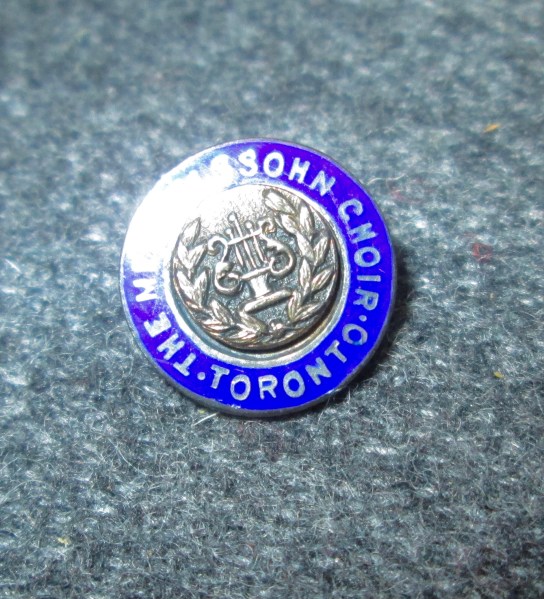 THE CHOIR
· TORONTO ·